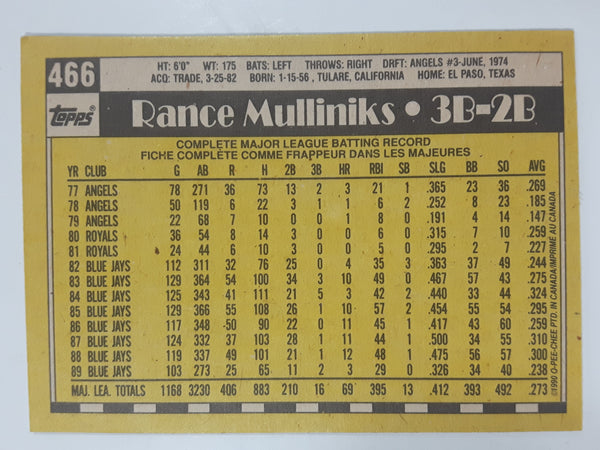 466
HT: 6'0" WT: 175 BATS: LEFT THROWS: RIGHT DRFT: ANGELS #3-JUNE, 1974
ACQ: TRADE, 3-25-82 BORN: 1-15-56, TULARE, CALIFORNIA HOME: EL PASO, TEXAS
Topps® Rance Mulliniks • 3B-2B
COMPLETE MAJOR LEAGUE BATTING RECORD
FICHE COMPLÈTE COMME FRAPPEUR DANS LES MAJEURES
YR CLUB G AB R H 2B 3B HR RBI SB SLG BB SO AVG
77 ANGELS 78 271 36 73 13 2 3 21 1 .365 23 36 .269
78 ANGELS 50 119 6 22 3 1 1 6 2 .252 8 23 .185
79 ANGELS 22 68 7 10 0 0 1 8 0 .191 4 14 .147
80 ROYALS 36 54 8 14 3 0 0 6 0 .315 7 10 .259
81 ROYALS 24 44 6 10 3 0 0 5 0 .295 2 7 .227
82 BLUE JAYS 112 311 32 76 25 0 4 35 3 .363 37 49 .244
83 BLUE JAYS 129 364 54 100 34 3 10 49 0 .467 57 43 .275
84 BLUE JAYS 125 343 41 111 21 5 3 42 2 .440 33 44 .324
85 BLUE JAYS 129 366 55 108 26 1 10 57 2 .454 55 54 .295
86 BLUE JAYS 117 348 50 90 22 0 11 45 1 .417 43 60 .259
87 BLUE JAYS 124 332 37 103 28 1 11 44 1 .500 34 55 .310
88 BLUE JAYS 119 337 49 101 21 1 12 48 1 .475 56 57 .300
89 BLUE JAYS 103 273 25 65 11 2 3 29 0 .326 34 40 .238
MAJ. LEA. TOTALS 1168 3230 406 883 210 16 69 395 13 .412 393 492 .273
©1990 O-PEE-CHEE PTD. IN CANADA/IMPRIMÉ AU CANADA